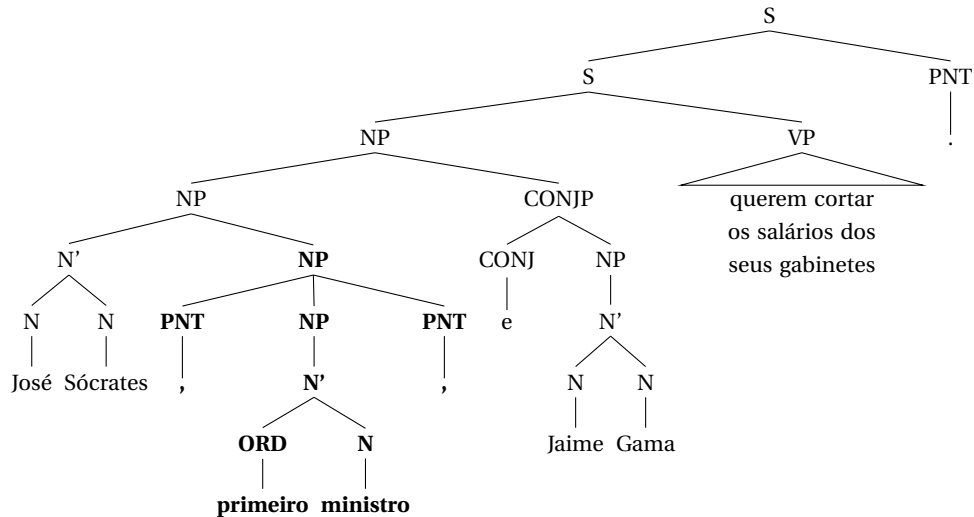 S
S PNT
NP VP .
NP CONJP querem cortar
os salários dos
N' NP CONJ NP seus gabinetes
N N PNT NP PNT e N'
José Sócrates , N' , N N
ORD N Jaime Gama
primeiro ministro